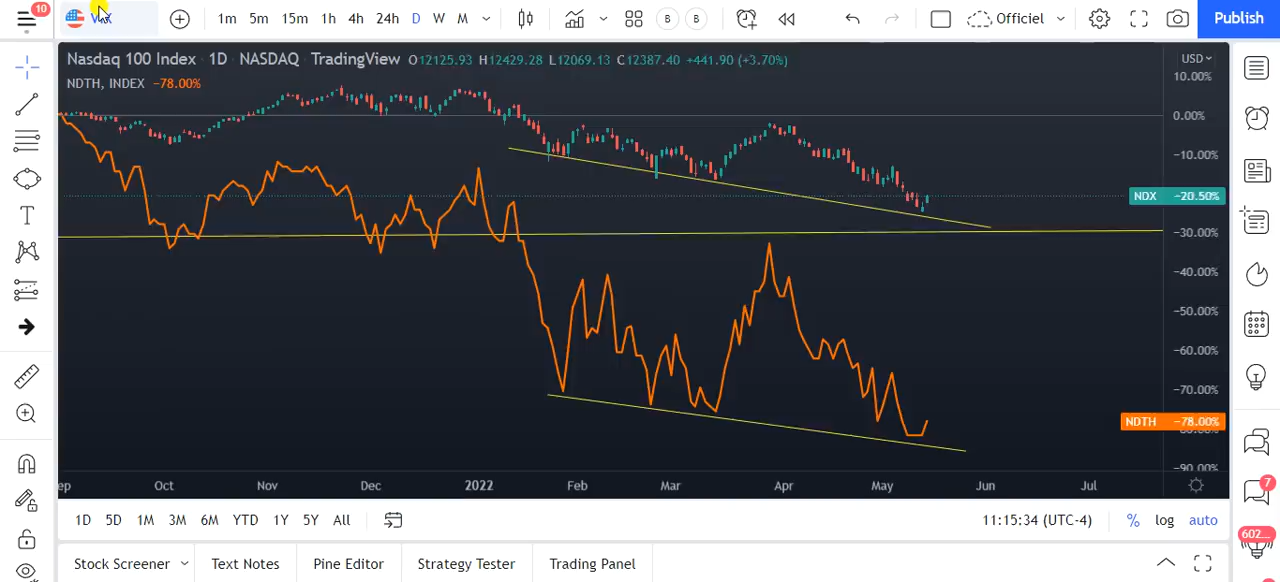 10
VIX
1m 5m 15m 1h 4h 24h D W M
B B
Officiel
Publish
Nasdaq 100 Index · 1D · NASDAQ TradingView O12125.93 H12429.28 L12069.13 C12387.40 +441.90 (+3.70%)
NDTH, INDEX −78.00%
USD
10.00%
0.00%
−10.00%
NDX −20.50%
−30.00%
−40.00%
−50.00%
−60.00%
−70.00%
NDTH −78.00%
−90.00%
ep Oct Nov Dec 2022 Feb Mar Apr May Jun Jul
1D 5D 1M 3M 6M YTD 1Y 5Y All
11:15:34 (UTC-4) % log auto
Stock Screener Text Notes Pine Editor Strategy Tester Trading Panel
7
602...